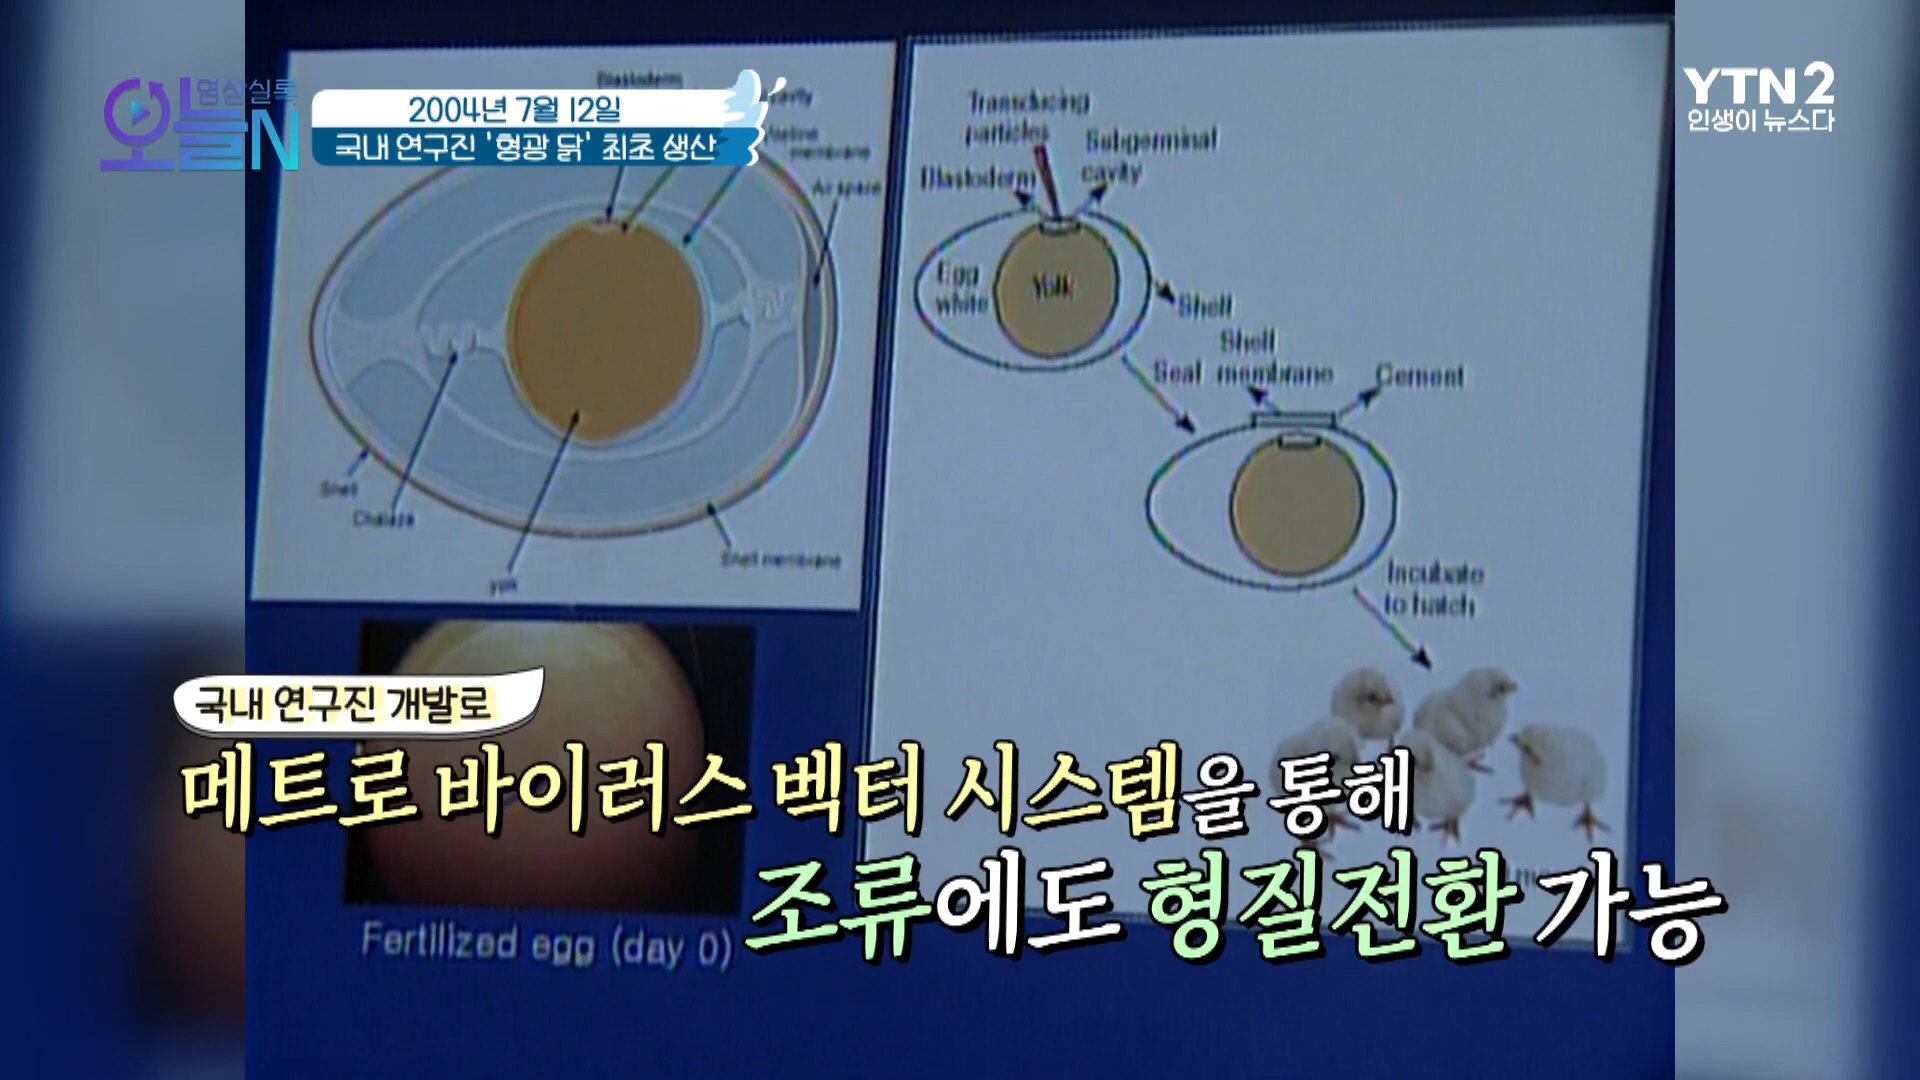 영상실록
오늘N
2004년 7월 12일
국내 연구진 '형광 닭' 최초 생산
YTN2
인생이 뉴스다
Blastoderm
cavity
membrane
Air space
Shell
Chalaza
yolk
Shell membrane
Transducing
particles
Subgerminal
cavity
Blastoderm
Egg
white
Yolk
Shell
Shell
Seal membrane
Cement
Incubate
to hatch
국내 연구진 개발로
메트로 바이러스 벡터 시스템을 통해
조류에도 형질전환 가능
Fertilized egg (day 0)